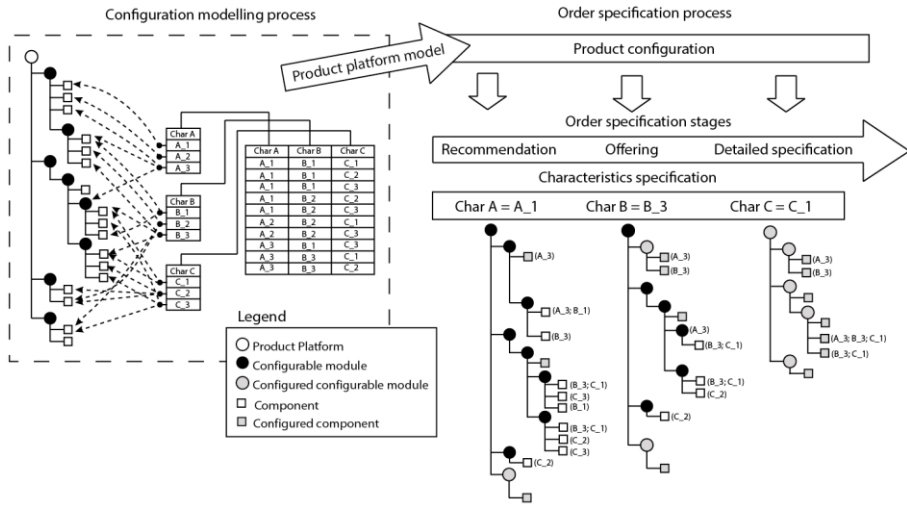 Configuration modelling process
Order specification process
Product platform model
Product configuration
Order specification stages
Recommendation Offering Detailed specification
Characteristics specification
Char A = A_1 Char B = B_3 Char C = C_1
Char A
A_1
A_2
A_3
Char B
B_1
B_2
B_3
Char C
C_1
C_2
C_3
Char A Char B Char C
A_1 B_1 C_1
A_1 B_1 C_2
A_1 B_1 C_3
A_1 B_2 C_2
A_1 B_2 C_3
A_2 B_2 C_2
A_2 B_2 C_3
A_3 B_1 C_3
A_3 B_3 C_1
A_3 B_3 C_2
Legend
Product Platform
Configurable module
Configured configurable module
Component
Configured component
(A_3)
(A_3; B_1)
(B_3)
(B_3; C_1)
(C_3)
(B_1)
(B_3; C_1)
(C_2)
(C_3)
(C_2)
(A_3)
(B_3)
(A_3)
(B_3; C_1)
(B_3; C_1)
(C_2)
(C_2)
(A_3)
(B_3)
(A_3; B_3; C_1)
(B_3; C_1)